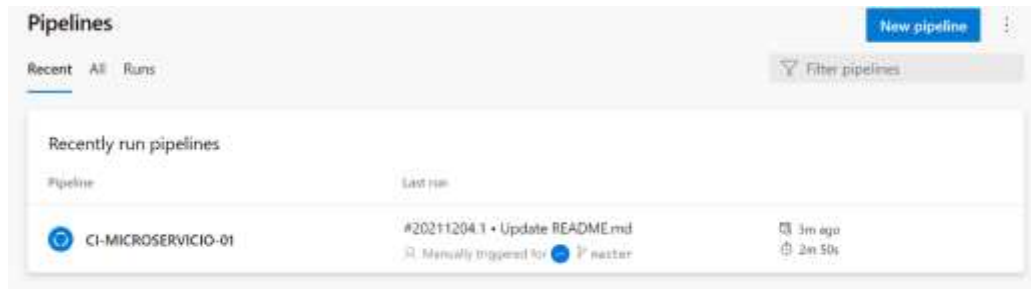 Pipelines
New pipeline
Recent All Runs
Filter pipelines
Recently run pipelines
Pipeline Last run
CI-MICROSERVICIO-01
#20211204.1 • Update README.md
3m ago
Manually triggered for master
2m 50s